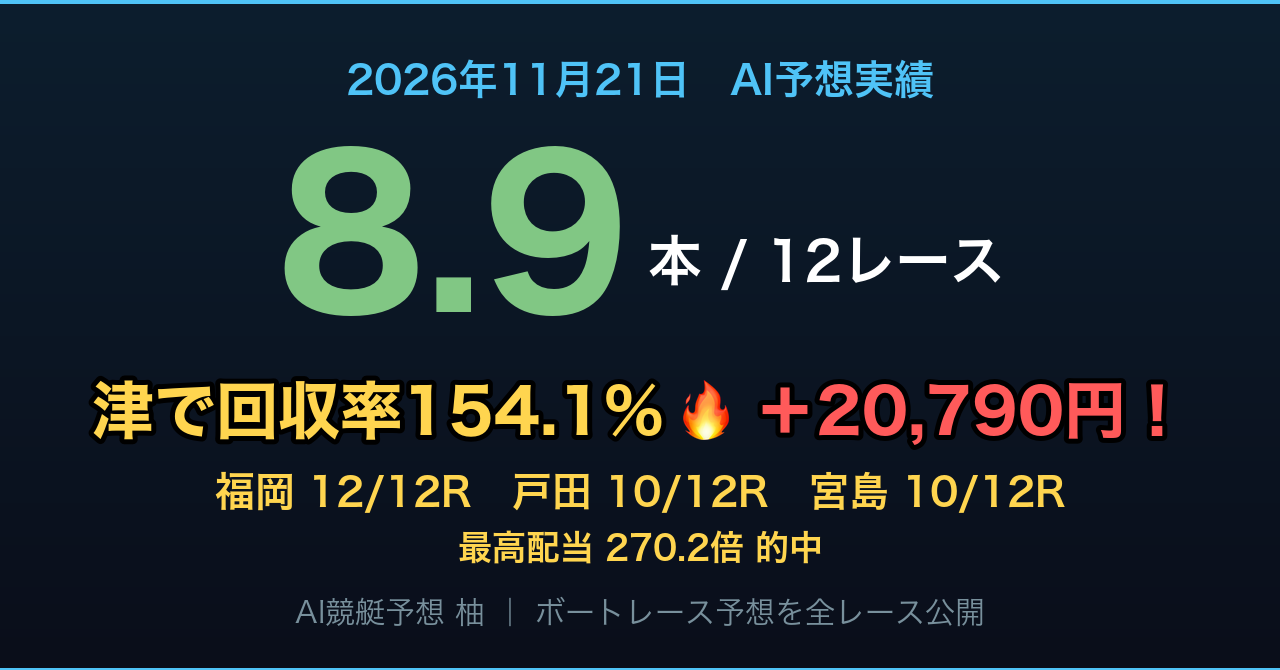 2026年11月21日　AI予想実績
8.9 本 / 12レース
津で回収率154.1%🔥 +20,790円！
福岡 12/12R　戸田 10/12R　宮島 10/12R
最高配当 270.2倍 的中
AI競艇予想 柚 ｜ ボートレース予想を全レース公開